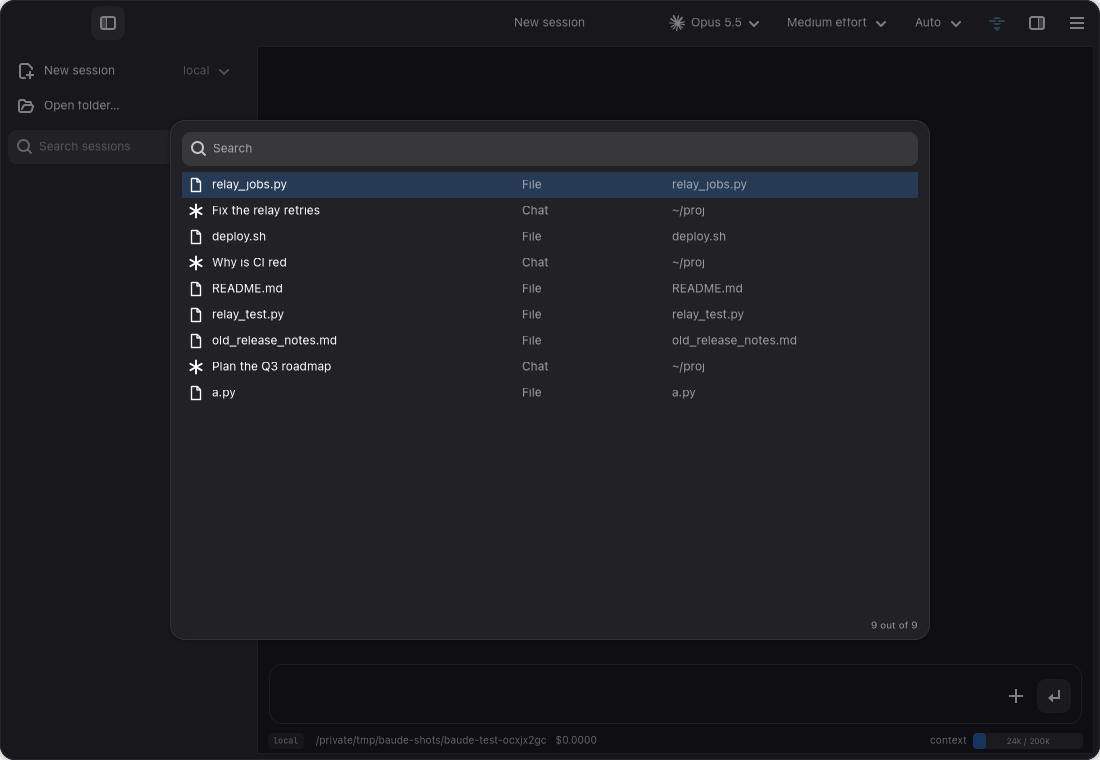 New session Opus 5.5 Medium effort Auto
New session local
Open folder...
Search sessions
Search
relay_jobs.py File relay_jobs.py
Fix the relay retries Chat ~/proj
deploy.sh File deploy.sh
Why is CI red Chat ~/proj
README.md File README.md
relay_test.py File relay_test.py
old_release_notes.md File old_release_notes.md
Plan the Q3 roadmap Chat ~/proj
a.py File a.py
9 out of 9
local /private/tmp/baude-shots/baude-test-ocxjx2gc $0.0000 context 24k / 200k